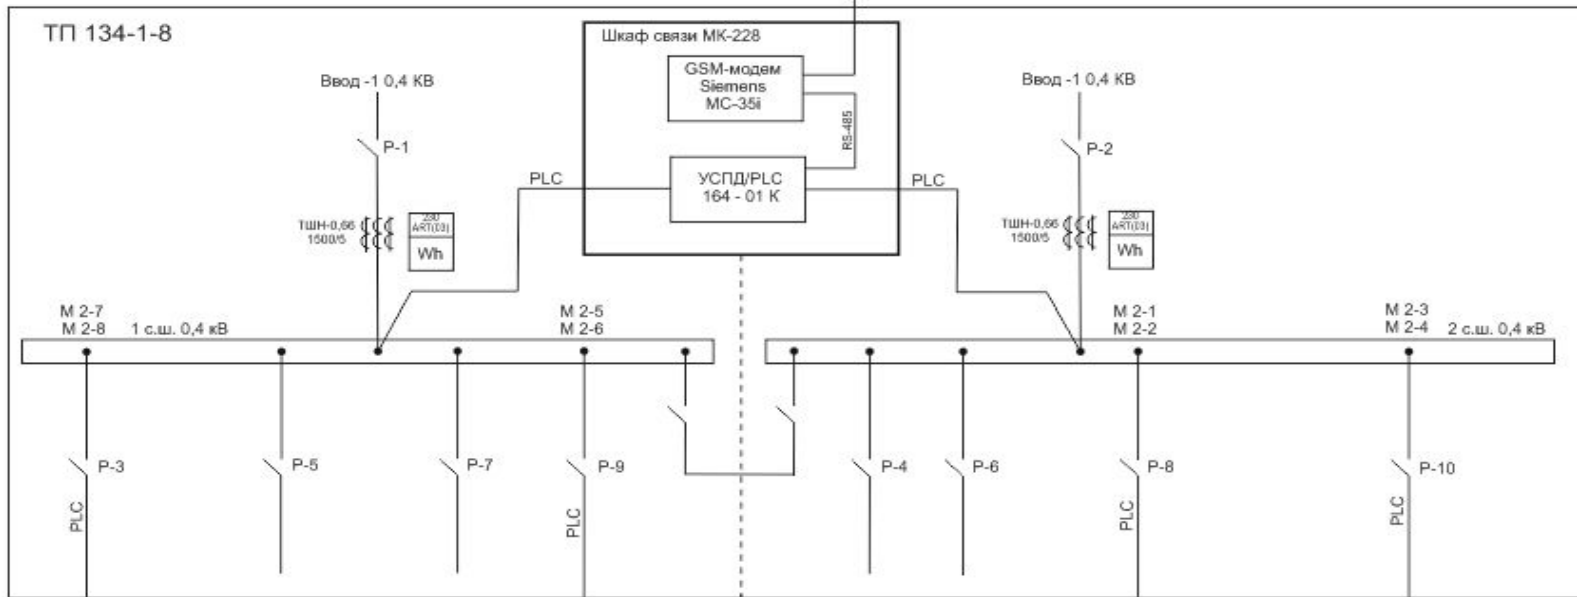 ТП 134-1-8
Шкаф связи МК-228
GSM-модем
Siemens
МС-35i
RS-485
УСПД/PLC
164 - 01 К
PLC
PLC
Ввод -1 0,4 КВ
Р-1
ТШН-0,66
1500/5
230
ART(03)
Wh
Ввод -1 0,4 КВ
Р-2
ТШН-0,66
1500/5
230
ART(03)
Wh
М 2-7
М 2-8
1 с.ш. 0,4 кВ
М 2-5
М 2-6
М 2-1
М 2-2
М 2-3
М 2-4
2 с.ш. 0,4 кВ
Р-3
Р-5
Р-7
Р-9
Р-4
Р-6
Р-8
Р-10
PLC
PLC
PLC
PLC